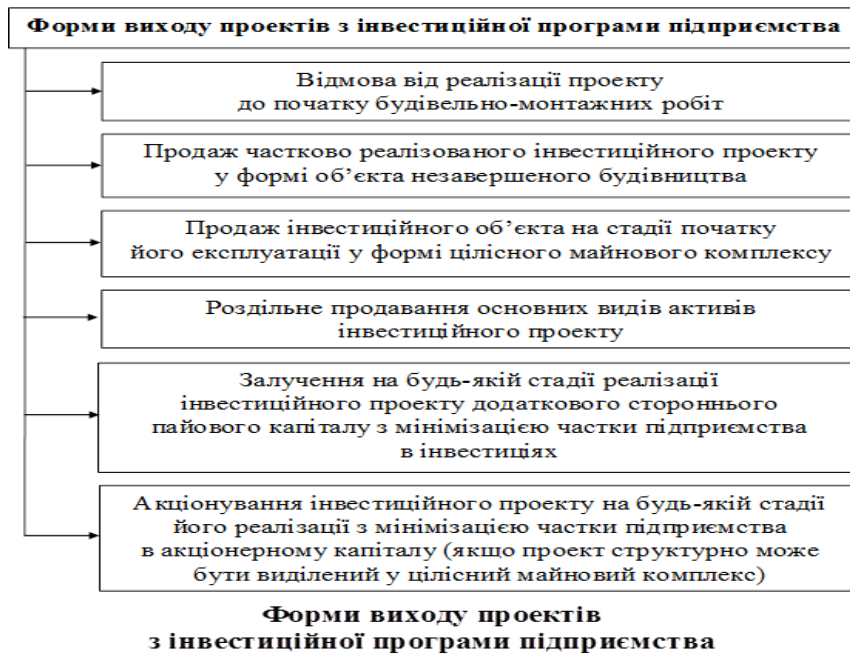 Форми виходу проектів з інвестиційної програми підприємства
Відмова від реалізації проекту
до початку будівельно-монтажних робіт
Продаж частково реалізованого інвестиційного проекту
у формі об’єкта незавершеного будівництва
Продаж інвестиційного об’єкта на стадії початку
його експлуатації у формі цілісного майнового комплексу
Роздільне продавання основних видів активів
інвестиційного проекту
Залучення на будь-якій стадії реалізації
інвестиційного проекту додаткового стороннього
пайового капіталу з мінімізацією частки підприємства
в інвестиціях
Акціонування інвестиційного проекту на будь-якій стадії
його реалізації з мінімізацією частки підприємства
в акціонерному капіталу (якщо проект структурно може
бути виділений у цілісний майновий комплекс)
Форми виходу проектів
з інвестиційної програми підприємства